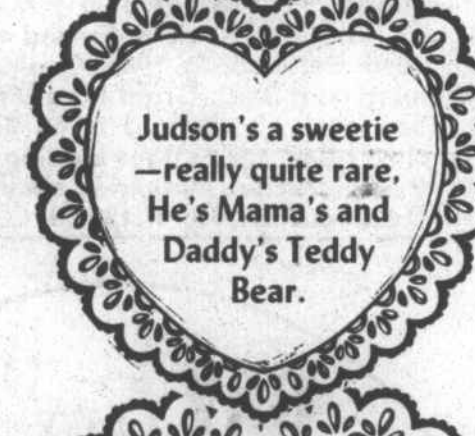 Judson's a sweetie
—really quite rare,
He's Mama's and
Daddy's Teddy
Bear.